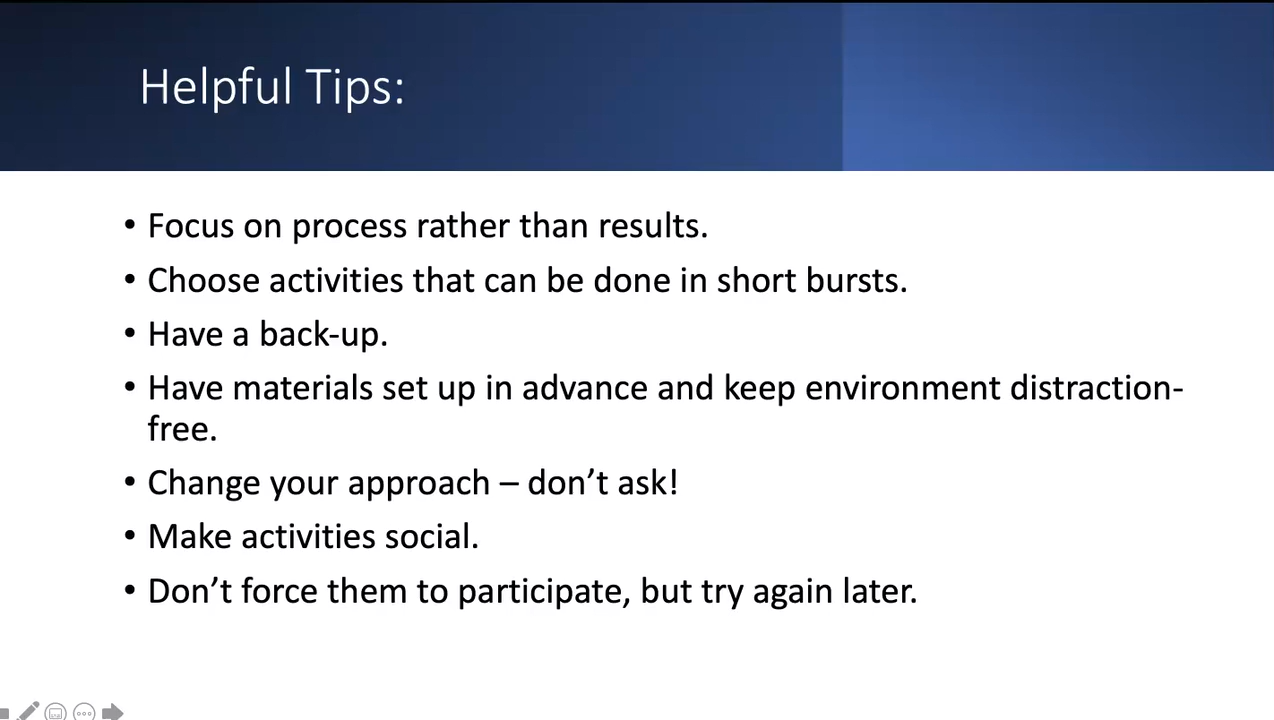 Helpful Tips:
• Focus on process rather than results.
• Choose activities that can be done in short bursts.
• Have a back-up.
• Have materials set up in advance and keep environment distraction-
free.
• Change your approach – don’t ask!
• Make activities social.
• Don’t force them to participate, but try again later.